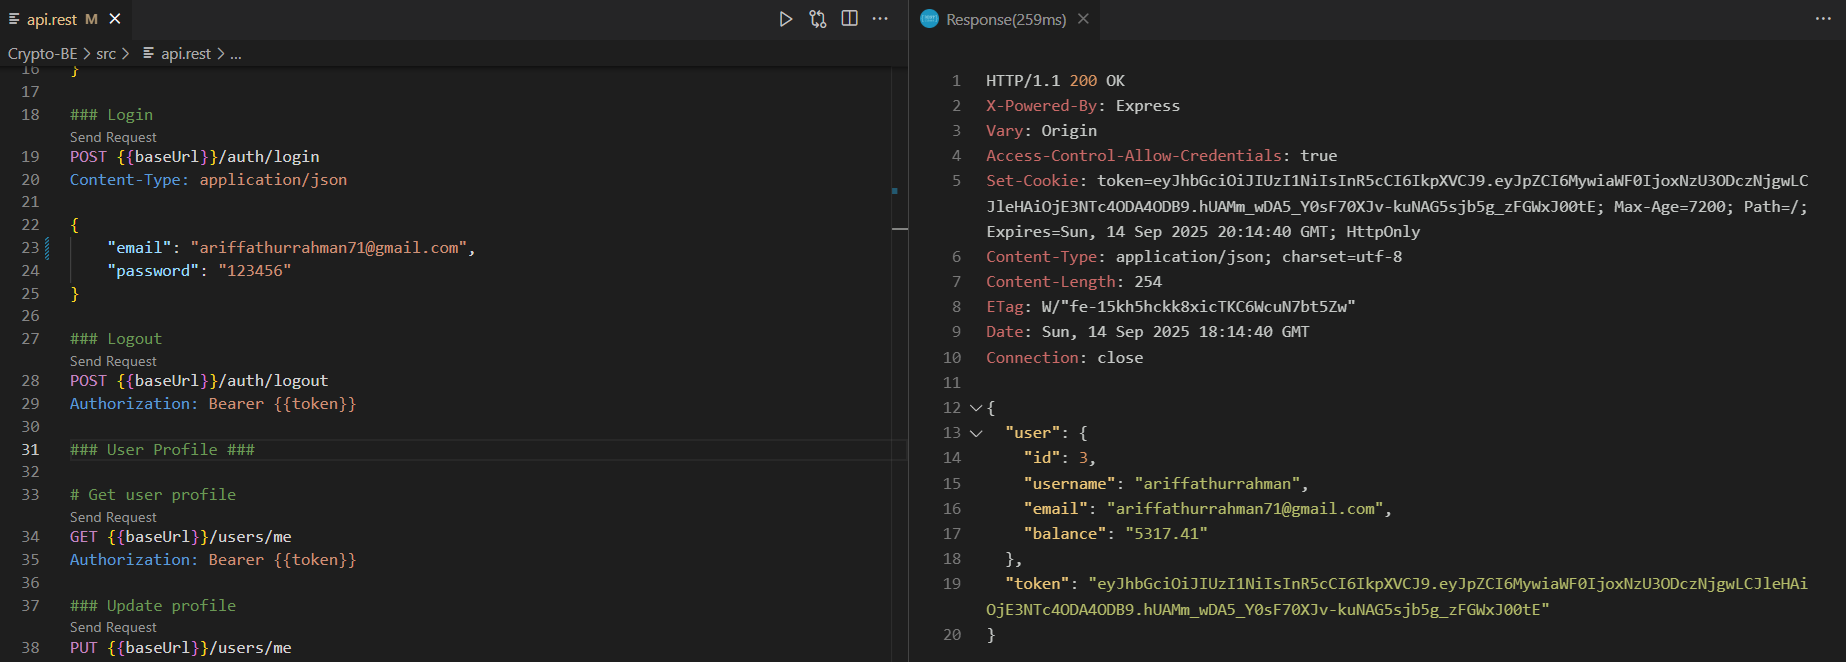 api.rest M
Response(259ms)
Crypto-BE > src > api.rest > ...
16 }
17
18 ### Login
Send Request
19 POST {{baseUrl}}/auth/login
20 Content-Type: application/json
21
22 {
23 "email": "ariffathurrahman71@gmail.com",
24 "password": "123456"
25 }
26
27 ### Logout
Send Request
28 POST {{baseUrl}}/auth/logout
29 Authorization: Bearer {{token}}
30
31 ### User Profile ###
32
33 # Get user profile
Send Request
34 GET {{baseUrl}}/users/me
35 Authorization: Bearer {{token}}
36
37 ### Update profile
Send Request
38 PUT {{baseUrl}}/users/me
1 HTTP/1.1 200 OK
2 X-Powered-By: Express
3 Vary: Origin
4 Access-Control-Allow-Credentials: true
5 Set-Cookie: token=eyJhbGciOiJIUzI1NiIsInR5cCI6IkpXVCJ9.eyJpZCI6MywiaWF0IjoxNzU3ODczNjgwLC
JleHAiOjE3NTc4ODA4ODB9.hUAMm_wDA5_Y0sF70XJv-kuNAG5sjb5g_zFGWxJ00tE; Max-Age=7200; Path=/;
Expires=Sun, 14 Sep 2025 20:14:40 GMT; HttpOnly
6 Content-Type: application/json; charset=utf-8
7 Content-Length: 254
8 ETag: W/"fe-15kh5hckk8xicTKC6WcuN7bt5Zw"
9 Date: Sun, 14 Sep 2025 18:14:40 GMT
10 Connection: close
11
12 {
13 "user": {
14 "id": 3,
15 "username": "ariffathurrahman",
16 "email": "ariffathurrahman71@gmail.com",
17 "balance": "5317.41"
18 },
19 "token": "eyJhbGciOiJIUzI1NiIsInR5cCI6IkpXVCJ9.eyJpZCI6MywiaWF0IjoxNzU3ODczNjgwLCJleHAi
OjE3NTc4ODA4ODB9.hUAMm_wDA5_Y0sF70XJv-kuNAG5sjb5g_zFGWxJ00tE"
20 }